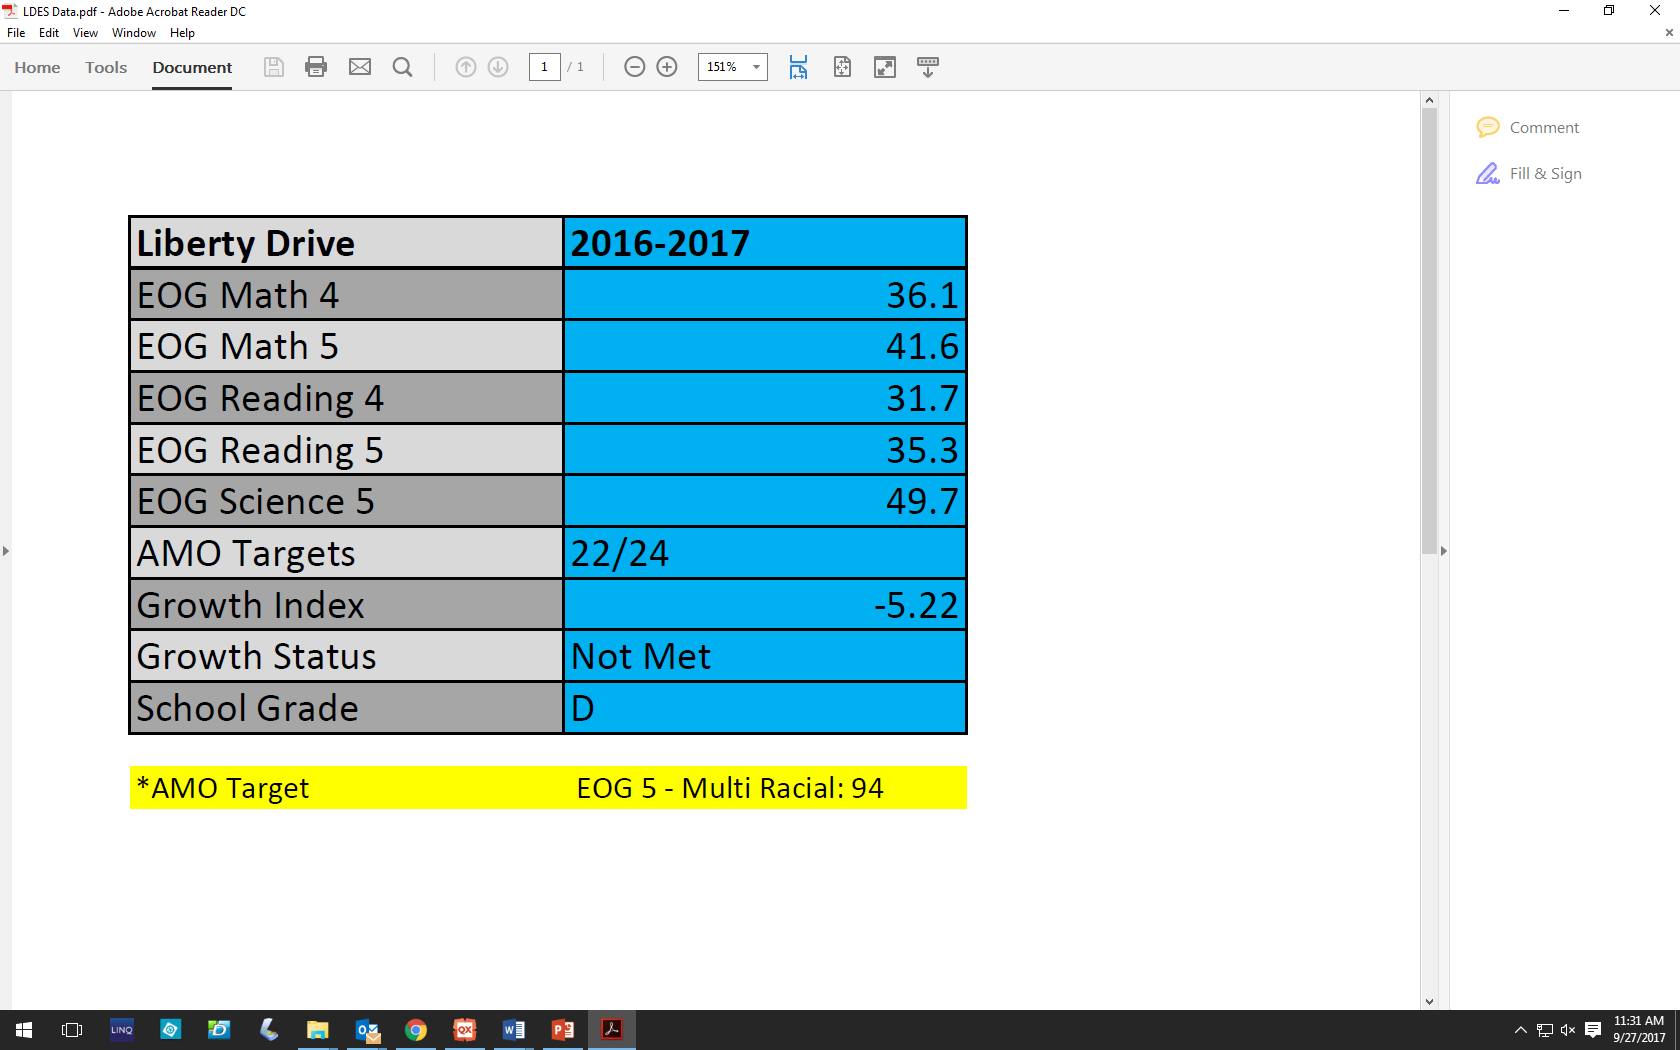 LDES Data.pdf - Adobe Acrobat Reader DC
File Edit View Window Help
Home Tools Document 1 / 1 151%
Comment
Fill & Sign
Liberty Drive 2016-2017
EOG Math 4 36.1
EOG Math 5 41.6
EOG Reading 4 31.7
EOG Reading 5 35.3
EOG Science 5 49.7
AMO Targets 22/24
Growth Index -5.22
Growth Status Not Met
School Grade D
*AMO Target EOG 5 - Multi Racial: 94
LINQ
11:31 AM
9/27/2017